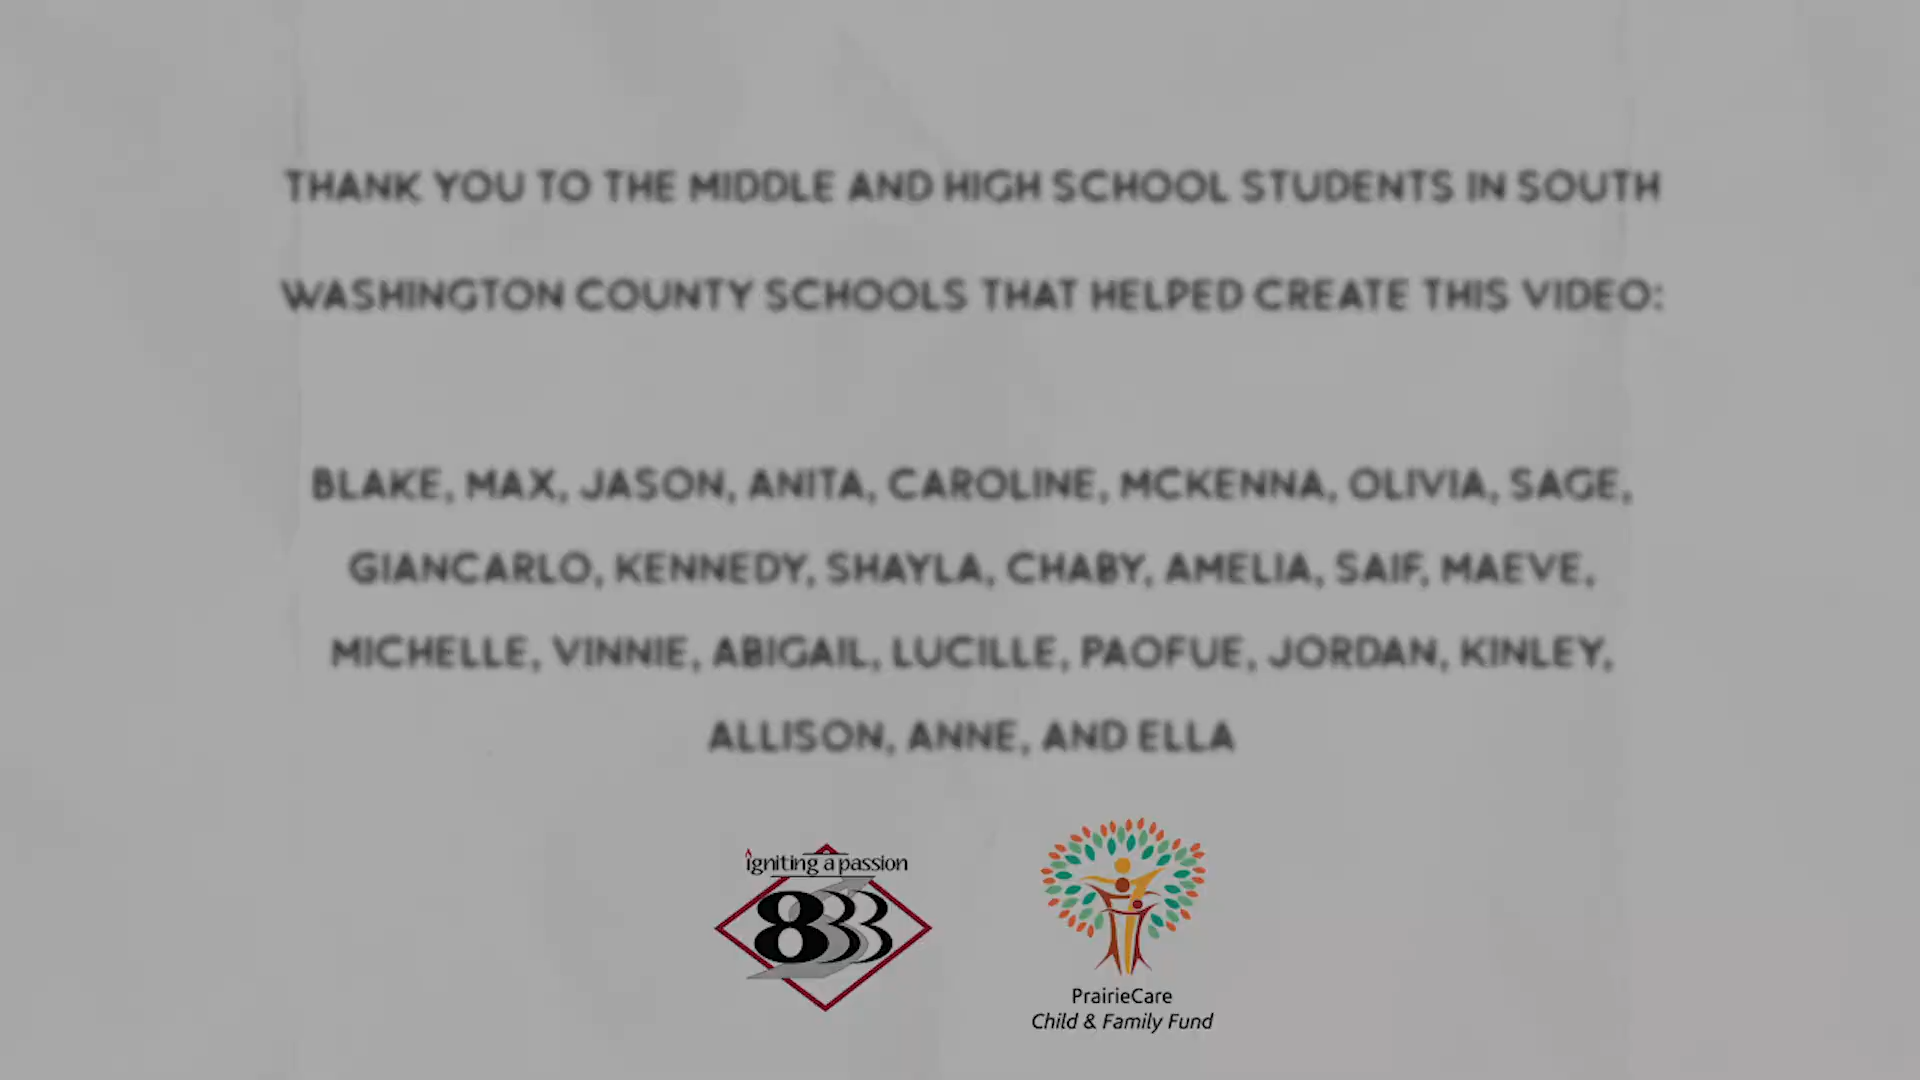 THANK YOU TO THE MIDDLE AND HIGH SCHOOL STUDENTS IN SOUTH
WASHINGTON COUNTY SCHOOLS THAT HELPED CREATE THIS VIDEO:
BLAKE, MAX, JASON, ANITA, CAROLINE, MCKENNA, OLIVIA, SAGE,
GIANCARLO, KENNEDY, SHAYLA, CHABY, AMELIA, SAIF, MAEVE,
MICHELLE, VINNIE, ABIGAIL, LUCILLE, PAOFUE, JORDAN, KINLEY,
ALLISON, ANNE, AND ELLA
igniting a passion
833
PrairieCare
Child & Family Fund